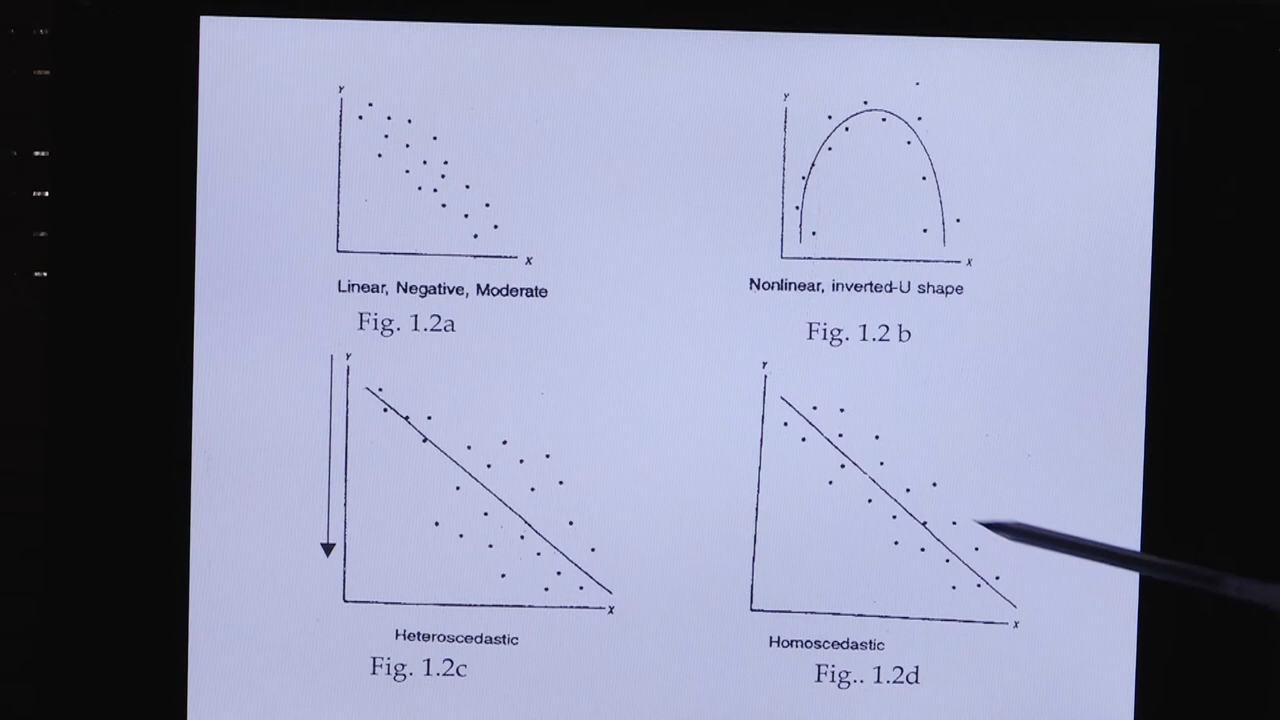 Y
X
Linear, Negative, Moderate
Fig. 1.2a
Y
X
Nonlinear, inverted-U shape
Fig. 1.2 b
Y
X
Heteroscedastic
Fig. 1.2c
Y
X
Homoscedastic
Fig.. 1.2d